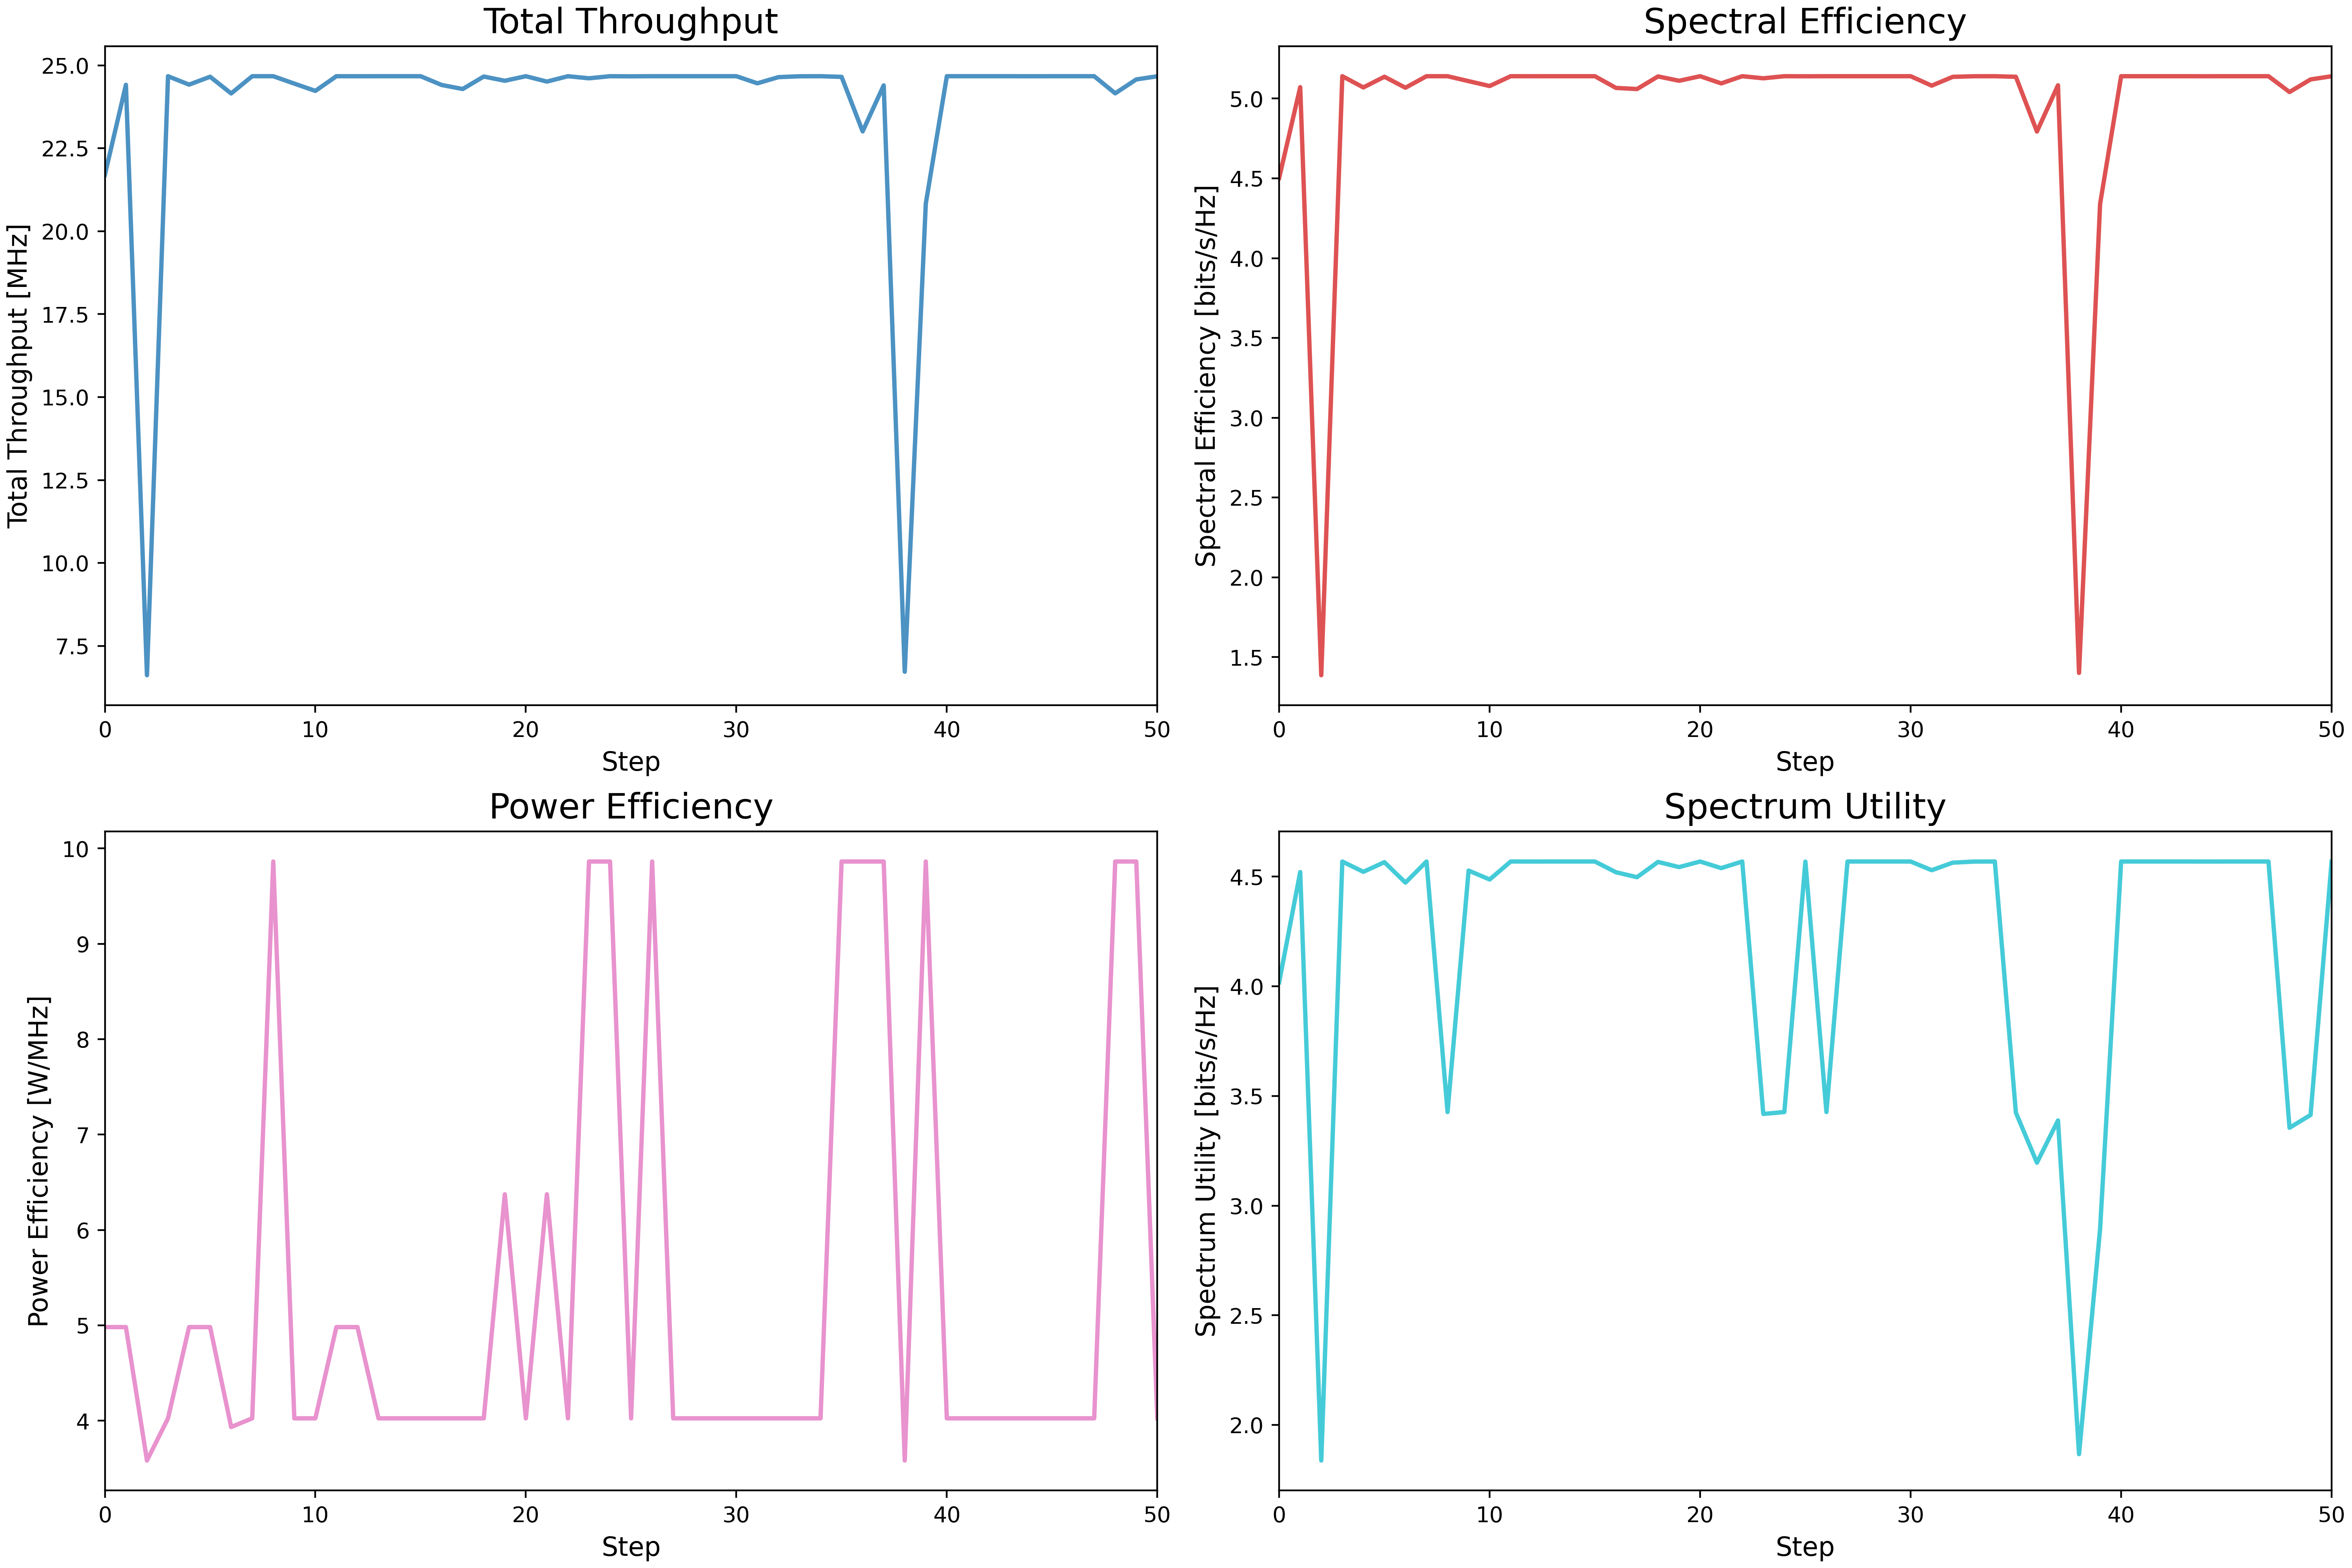 Total Throughput
Total Throughput [MHz]
25.0
22.5
20.0
17.5
15.0
12.5
10.0
7.5
0 10 20 30 40 50
Step
Spectral Efficiency
Spectral Efficiency [bits/s/Hz]
5.0
4.5
4.0
3.5
3.0
2.5
2.0
1.5
0 10 20 30 40 50
Step
Power Efficiency
Power Efficiency [W/MHz]
10
9
8
7
6
5
4
0 10 20 30 40 50
Step
Spectrum Utility
Spectrum Utility [bits/s/Hz]
4.5
4.0
3.5
3.0
2.5
2.0
0 10 20 30 40 50
Step